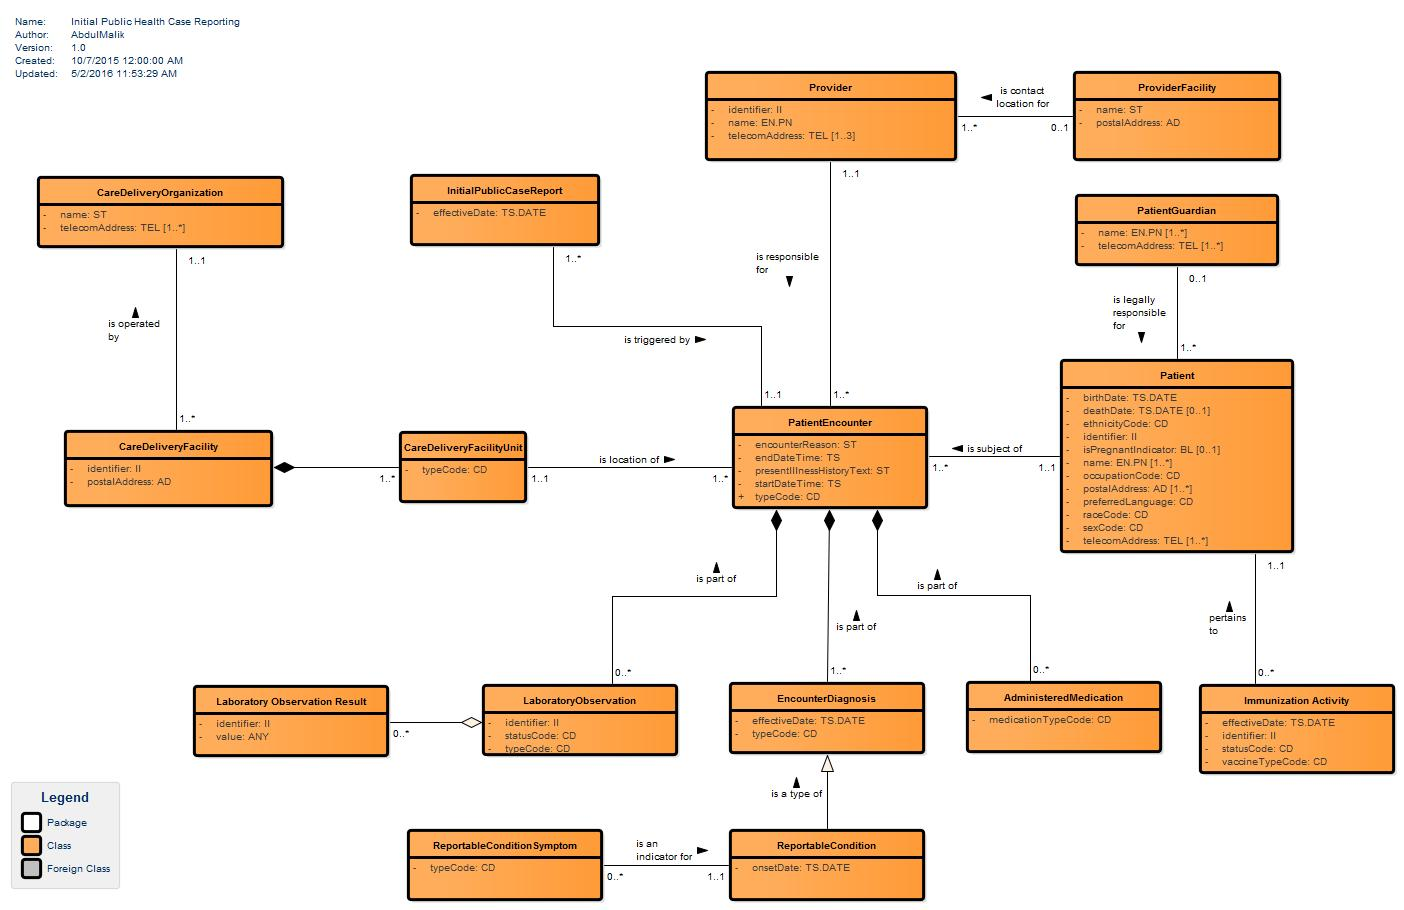 Name: Initial Public Health Case Reporting
Author: AbdulMalik
Version: 1.0
Created: 10/7/2015 12:00:00 AM
Updated: 5/2/2016 11:53:29 AM
Provider
- identifier: II
- name: EN.PN
- telecomAddress: TEL [1..3]
is contact
location for
1..*
0..1
ProviderFacility
- name: ST
- postalAddress: AD
CareDeliveryOrganization
- name: ST
- telecomAddress: TEL [1..*]
InitialPublicCaseReport
- effectiveDate: TS.DATE
PatientGuardian
- name: EN.PN [1..*]
- telecomAddress: TEL [1..*]
1..1
is operated
by
1..*
1..*
is triggered by
1..1
1..1
is responsible
for
1..*
0..1
is legally
responsible
for
1..*
CareDeliveryFacility
- identifier: II
- postalAddress: AD
1..*
CareDeliveryFacilityUnit
- typeCode: CD
is location of
1..1
1..*
PatientEncounter
- encounterReason: ST
- endDateTime: TS
- presentIllnessHistoryText: ST
- startDateTime: TS
+ typeCode: CD
is subject of
1..*
1..1
Patient
- birthDate: TS.DATE
- deathDate: TS.DATE [0..1]
- ethnicityCode: CD
- identifier: II
- isPregnantIndicator: BL [0..1]
- name: EN.PN [1..*]
- occupationCode: CD
- postalAddress: AD [1..*]
- preferredLanguage: CD
- raceCode: CD
- sexCode: CD
- telecomAddress: TEL [1..*]
is part of
0..*
is part of
1..*
is part of
0..*
1..1
pertains
to
0..*
Laboratory Observation Result
- identifier: II
- value: ANY
0..*
LaboratoryObservation
- identifier: II
- statusCode: CD
- typeCode: CD
EncounterDiagnosis
- effectiveDate: TS.DATE
- typeCode: CD
AdministeredMedication
- medicationTypeCode: CD
Immunization Activity
- effectiveDate: TS.DATE
- identifier: II
- statusCode: CD
- vaccineTypeCode: CD
is a type of
ReportableConditionSymptom
- typeCode: CD
is an
indicator for
0..*
1..1
ReportableCondition
- onsetDate: TS.DATE
Legend
Package
Class
Foreign Class